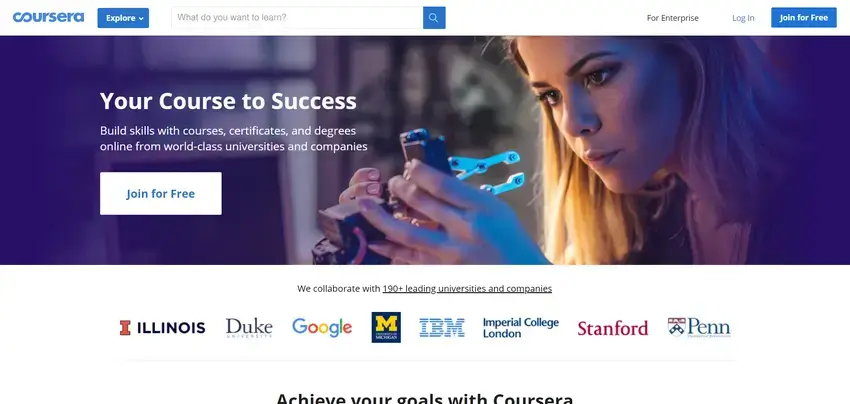 coursera
Explore
What do you want to learn?
For Enterprise
Log In
Join for Free
Your Course to Success
Build skills with courses, certificates, and degrees
online from world-class universities and companies
Join for Free
We collaborate with 190+ leading universities and companies
ILLINOIS
Duke
UNIVERSITY
Google
M
UNIVERSITY OF
MICHIGAN
IBM
Imperial College
London
Stanford
Penn
Achieve your goals with Coursera